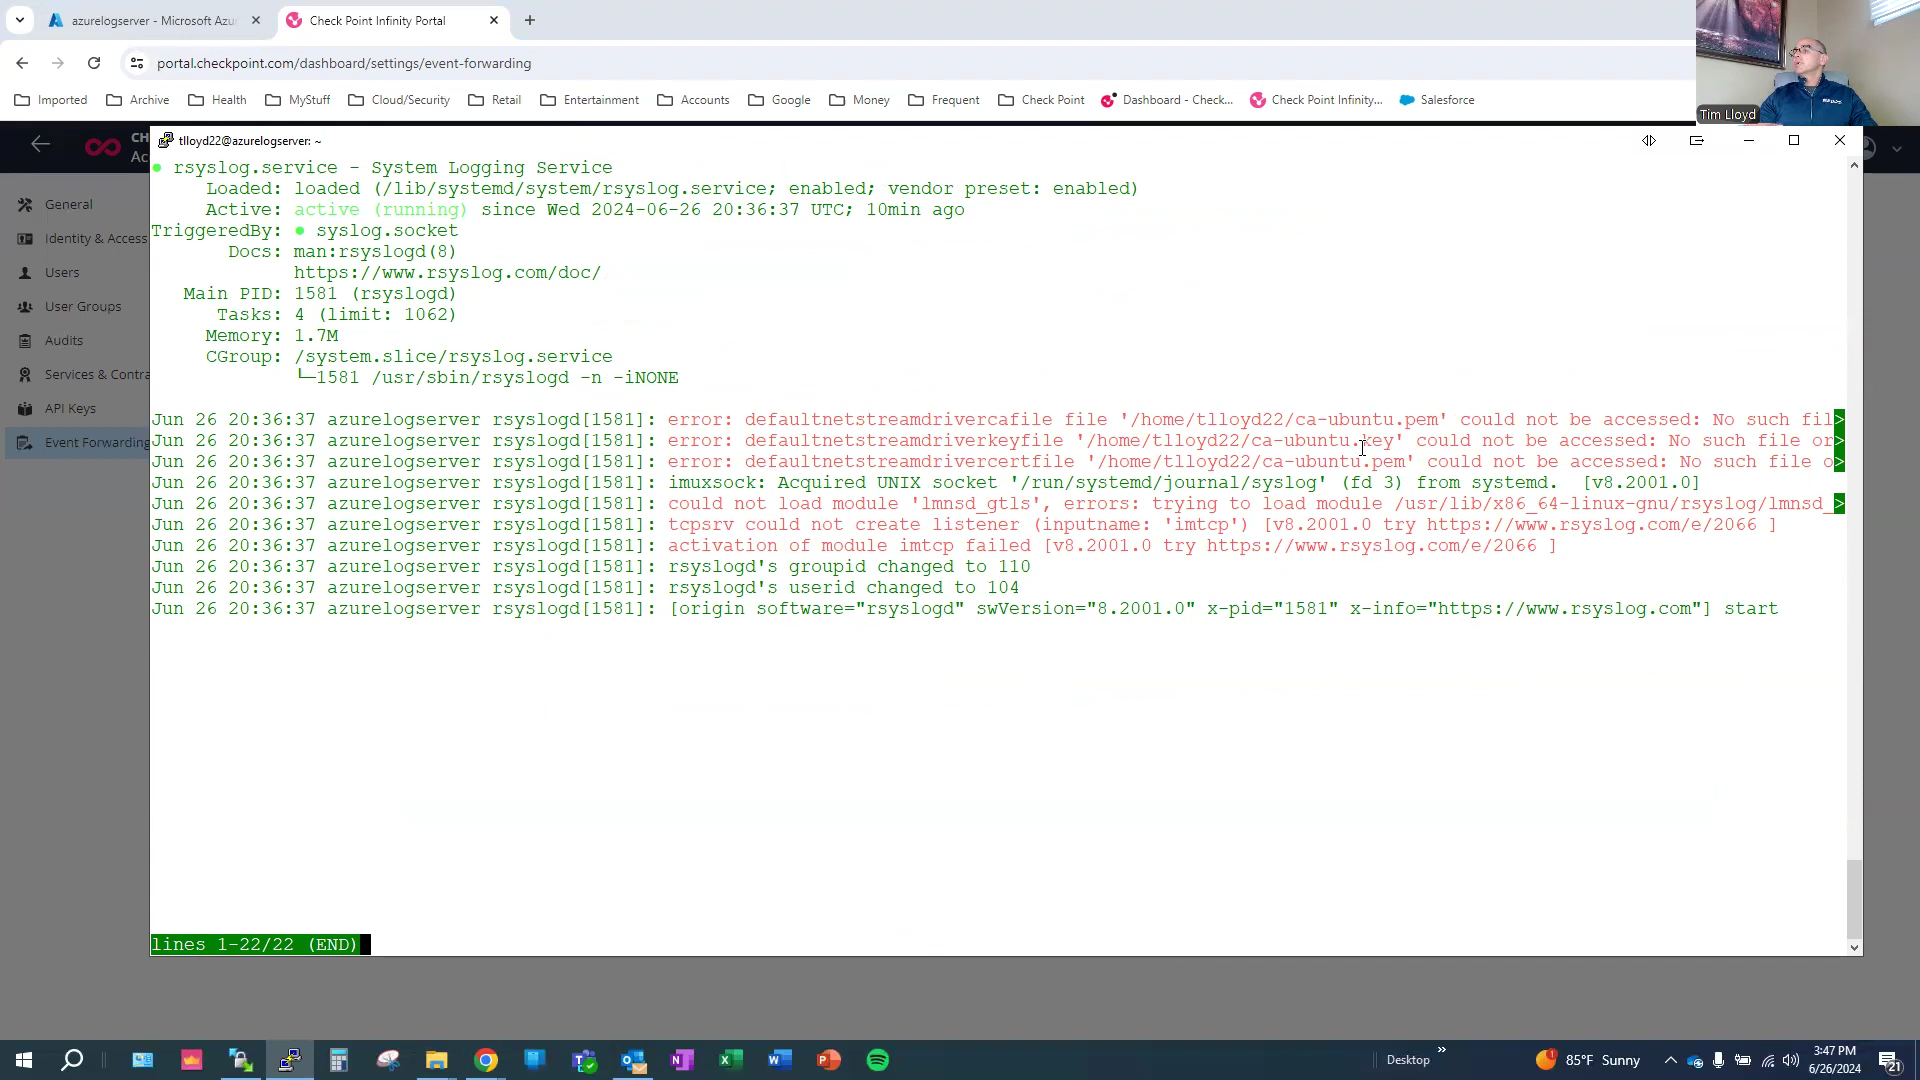 azurelogserver - Microsoft Azu
Check Point Infinity Portal
portal.checkpoint.com/dashboard/settings/event-forwarding
Imported
Archive
Health
MyStuff
Cloud/Security
Retail
Entertainment
Accounts
Google
Money
Frequent
Check Point
Dashboard - Check...
Check Point Infinity...
Salesforce
Tim Lloyd
CH
Ac
General
Identity & Access
Users
User Groups
Audits
Services & Contra
API Keys
Event Forwarding
tlloyd22@azurelogserver: ~
● rsyslog.service - System Logging Service
Loaded: loaded (/lib/systemd/system/rsyslog.service; enabled; vendor preset: enabled)
Active: active (running) since Wed 2024-06-26 20:36:37 UTC; 10min ago
TriggeredBy: ● syslog.socket
Docs: man:rsyslogd(8)
https://www.rsyslog.com/doc/
Main PID: 1581 (rsyslogd)
Tasks: 4 (limit: 1062)
Memory: 1.7M
CGroup: /system.slice/rsyslog.service
└─1581 /usr/sbin/rsyslogd -n -iNONE
Jun 26 20:36:37 azurelogserver rsyslogd[1581]: error: defaultnetstreamdrivercafile file '/home/tlloyd22/ca-ubuntu.pem' could not be accessed: No such fil>
Jun 26 20:36:37 azurelogserver rsyslogd[1581]: error: defaultnetstreamdriverkeyfile '/home/tlloyd22/ca-ubuntu.key' could not be accessed: No such file or>
Jun 26 20:36:37 azurelogserver rsyslogd[1581]: error: defaultnetstreamdrivercertfile '/home/tlloyd22/ca-ubuntu.pem' could not be accessed: No such file o>
Jun 26 20:36:37 azurelogserver rsyslogd[1581]: imuxsock: Acquired UNIX socket '/run/systemd/journal/syslog' (fd 3) from systemd.  [v8.2001.0]
Jun 26 20:36:37 azurelogserver rsyslogd[1581]: could not load module 'lmnsd_gtls', errors: trying to load module /usr/lib/x86_64-linux-gnu/rsyslog/lmnsd_>
Jun 26 20:36:37 azurelogserver rsyslogd[1581]: tcpsrv could not create listener (inputname: 'imtcp') [v8.2001.0 try https://www.rsyslog.com/e/2066 ]
Jun 26 20:36:37 azurelogserver rsyslogd[1581]: activation of module imtcp failed [v8.2001.0 try https://www.rsyslog.com/e/2066 ]
Jun 26 20:36:37 azurelogserver rsyslogd[1581]: rsyslogd's groupid changed to 110
Jun 26 20:36:37 azurelogserver rsyslogd[1581]: rsyslogd's userid changed to 104
Jun 26 20:36:37 azurelogserver rsyslogd[1581]: [origin software="rsyslogd" swVersion="8.2001.0" x-pid="1581" x-info="https://www.rsyslog.com"] start
lines 1-22/22 (END)
Desktop
85°F Sunny
3:47 PM
6/26/2024
21